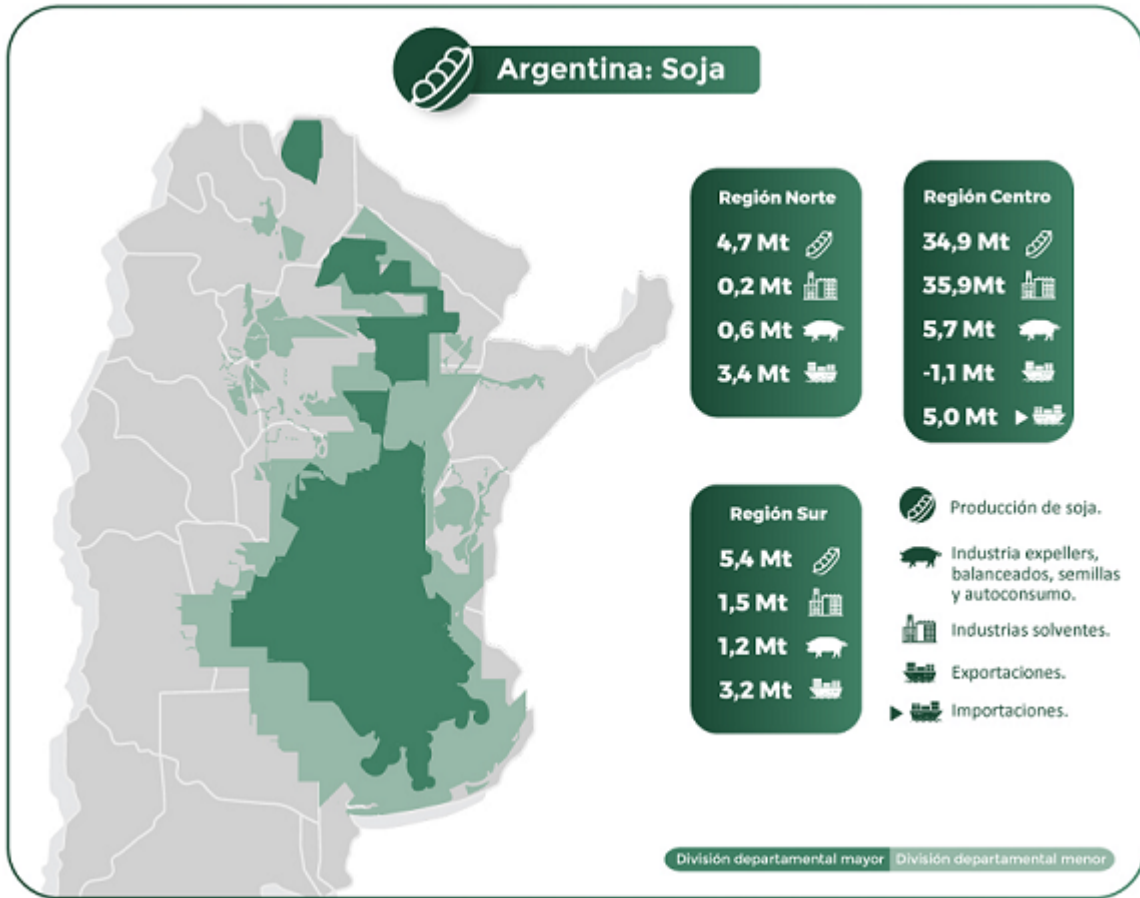 Argentina: Soja
Región Norte
4,7 Mt
0,2 Mt
0,6 Mt
3,4 Mt
Región Centro
34,9 Mt
35,9Mt
5,7 Mt
-1,1 Mt
5,0 Mt
Región Sur
5,4 Mt
1,5 Mt
1,2 Mt
3,2 Mt
Producción de soja.
Industria expellers,
balanceados, semillas
y autoconsumo.
Industrias solventes.
Exportaciones.
Importaciones.
División departamental mayor División departamental menor